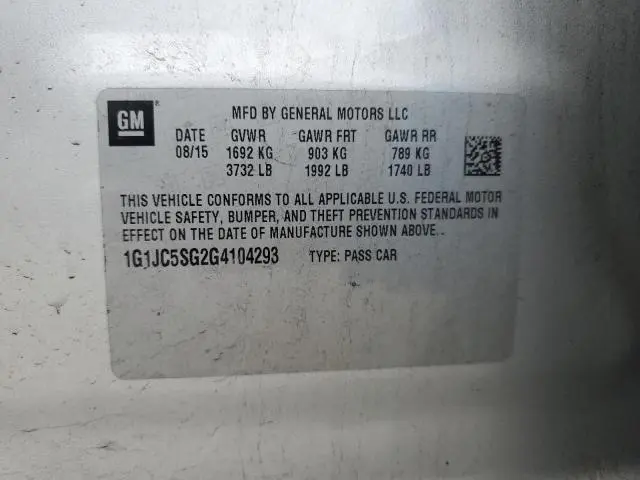 GM® MFD BY GENERAL MOTORS LLC
DATE GVWR GAWR FRT GAWR RR
08/15 1692 KG 903 KG 789 KG
3732 LB 1992 LB 1740 LB
THIS VEHICLE CONFORMS TO ALL APPLICABLE U.S. FEDERAL MOTOR
VEHICLE SAFETY, BUMPER, AND THEFT PREVENTION STANDARDS IN
EFFECT ON THE DATE OF MANUFACTURE SHOWN ABOVE..
1G1JC5SG2G4104293 TYPE: PASS CAR